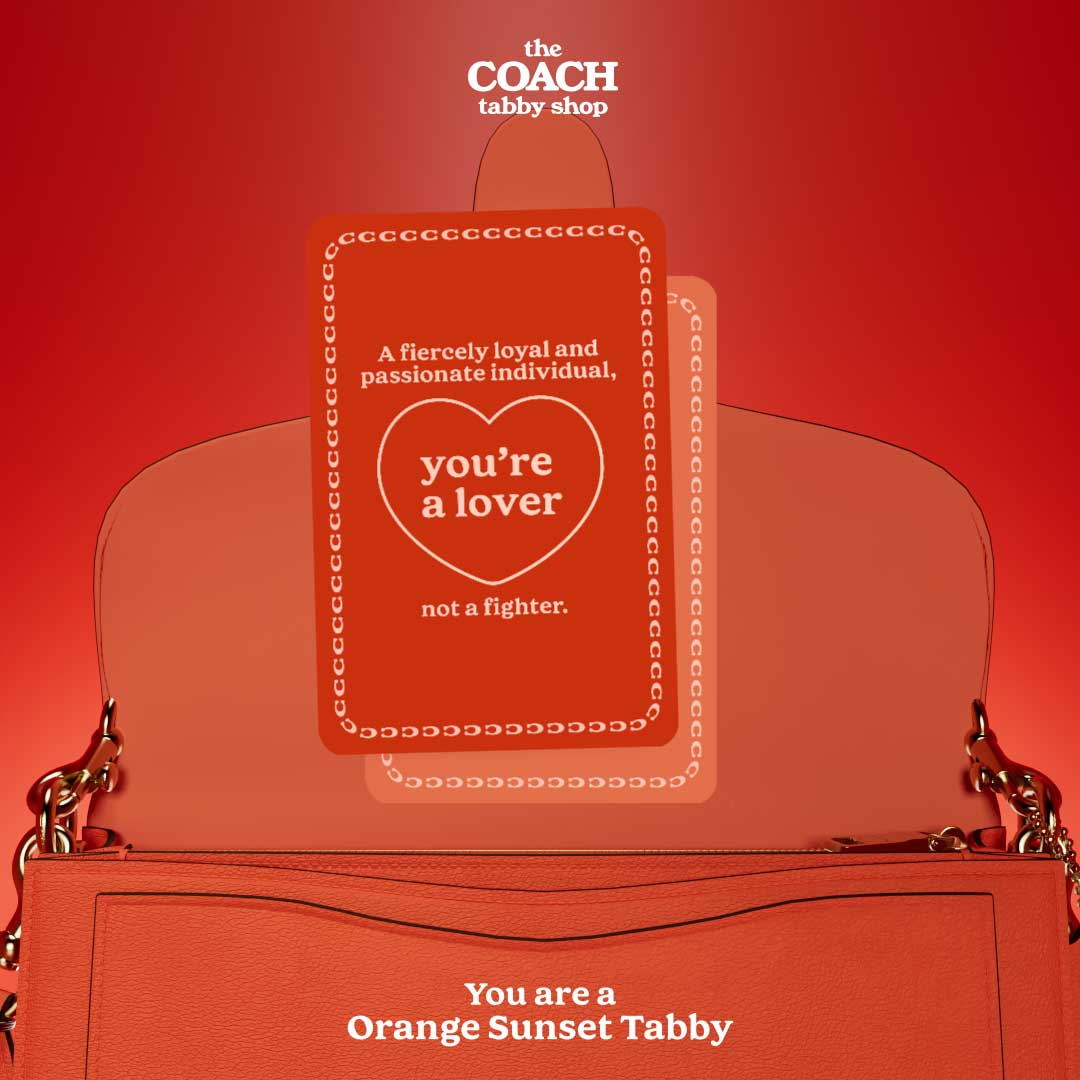 the
COACH
tabby shop
A fiercely loyal and
passionate individual,
you’re
a lover
not a fighter.
You are a
Orange Sunset Tabby